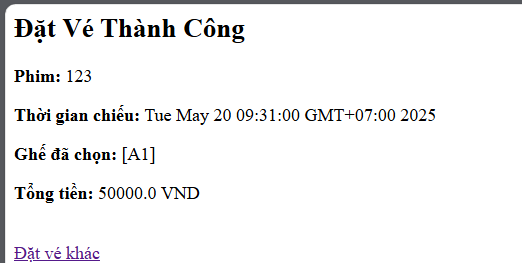 Đặt Vé Thành Công
Phim: 123
Thời gian chiếu: Tue May 20 09:31:00 GMT+07:00 2025
Ghế đã chọn: [A1]
Tổng tiền: 50000.0 VND
Đặt vé khác